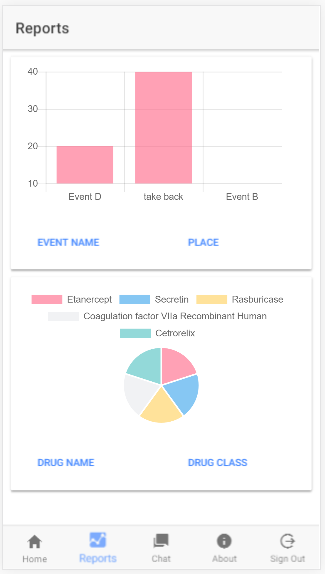 Reports
40
30
20
10
Event D take back Event B
EVENT NAME PLACE
Etanercept Secretin Rasburicase
Coagulation factor VIIa Recombinant Human
Cetrorelix
DRUG NAME DRUG CLASS
Home Reports Chat About Sign Out